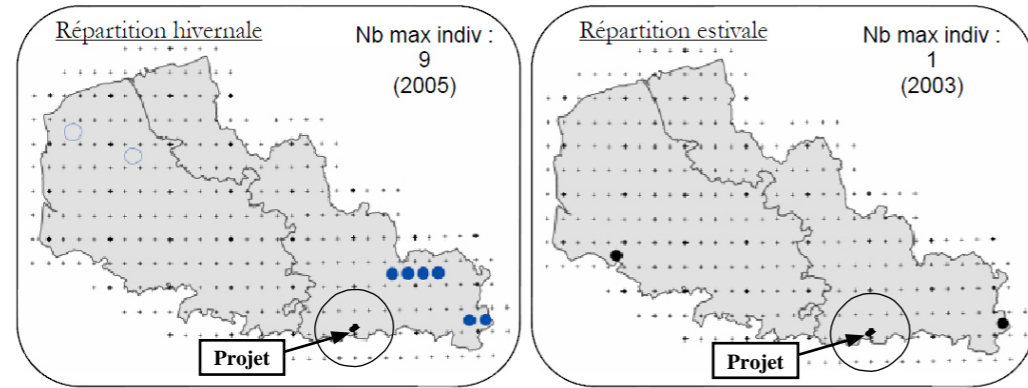 Répartition hivernale
Nb max indiv :
9
(2005)
Projet
Répartition estivale
Nb max indiv :
1
(2003)
Projet